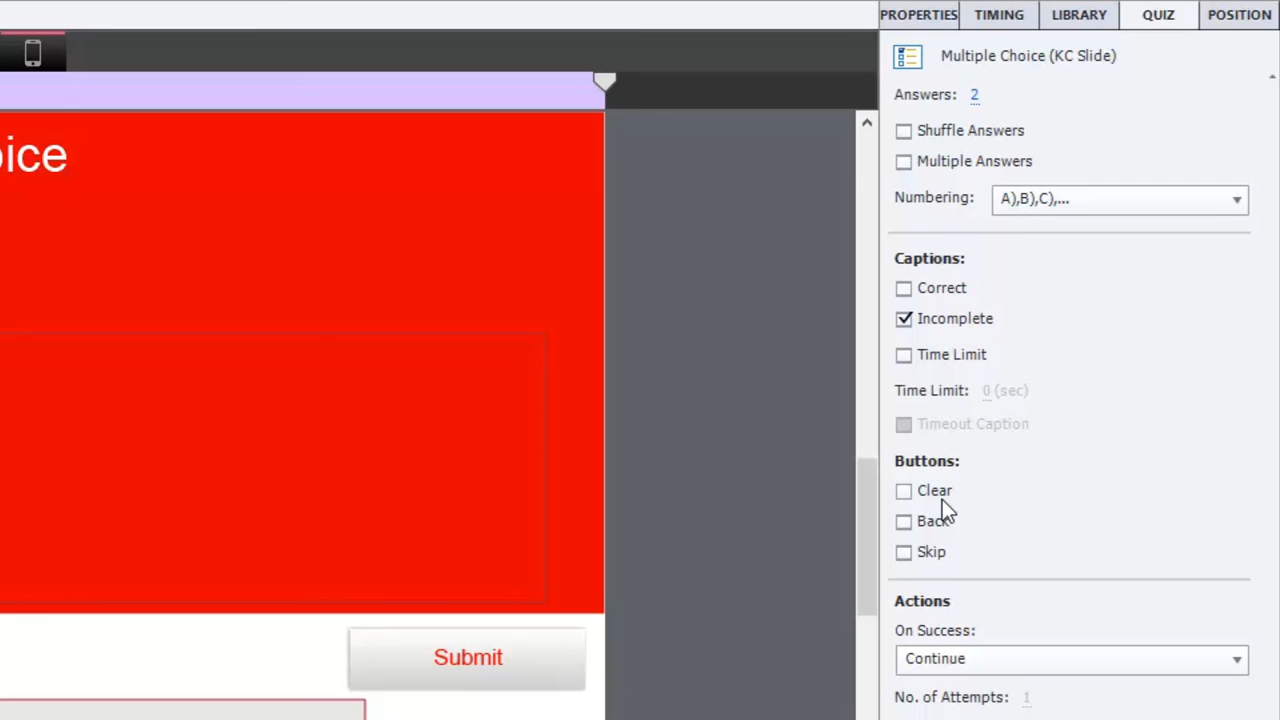 PROPERTIES TIMING LIBRARY QUIZ POSITION
Multiple Choice (KC Slide)
Answers: 2
Shuffle Answers
Multiple Answers
Numbering: A),B),C),...
Captions:
Correct
Incomplete
Time Limit
Time Limit: 0 (sec)
Timeout Caption
Buttons:
Clear
Back
Skip
Actions
On Success:
Continue
No. of Attempts: 1
oice
Submit